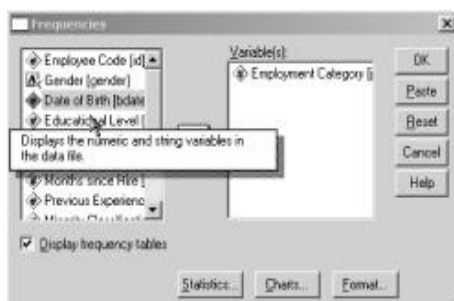 Frequencies
Employee Code [id]
Gender [gender]
Date of Birth [bdate
Educational Level [
Displays the numeric and string variables in
the data file.
Months since Hire [
Previous Experienc
Variable(s):
Employment Category [j
OK
Paste
Reset
Cancel
Help
Display frequency tables
Statistics...
Charts...
Format...